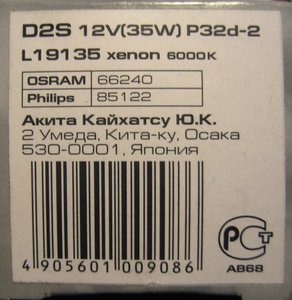 D2S 12V(35W) P32d-2
L19135 xenon 6000K
OSRAM 66240
Philips 85122
Акита Кайхатсу Ю.К.
2 Умеда, Кита-ку, Осака
530-0001, Япония
РСТ
АВ68
4 905601 009086